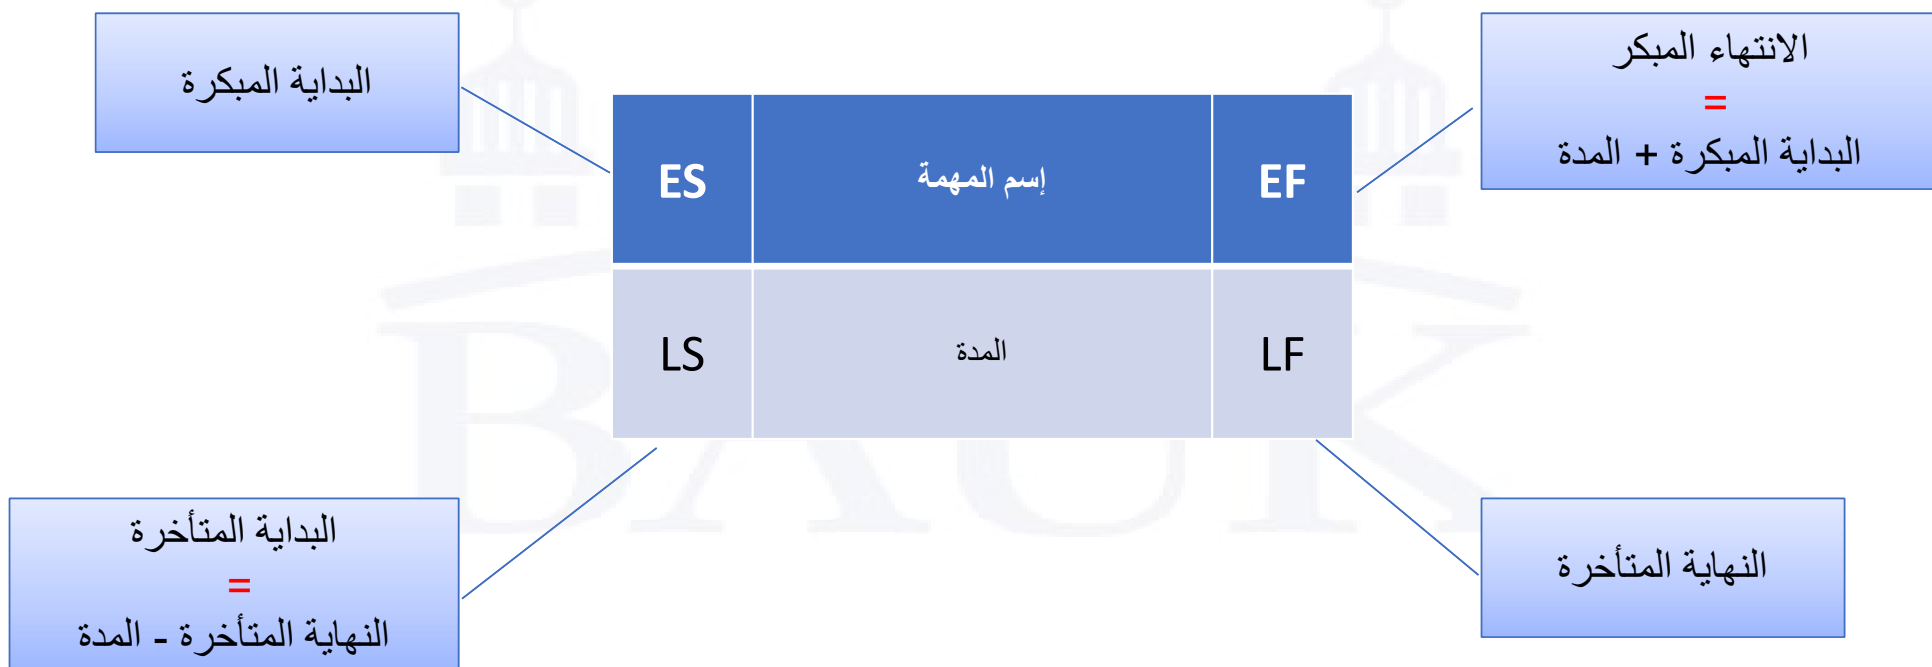 البداية المبكرة
الانتهاء المبكر
=
البداية المبكرة + المدة
ES
إسم المهمة
EF
LS
المدة
LF
البداية المتأخرة
=
النهاية المتأخرة - المدة
النهاية المتأخرة
BAUK